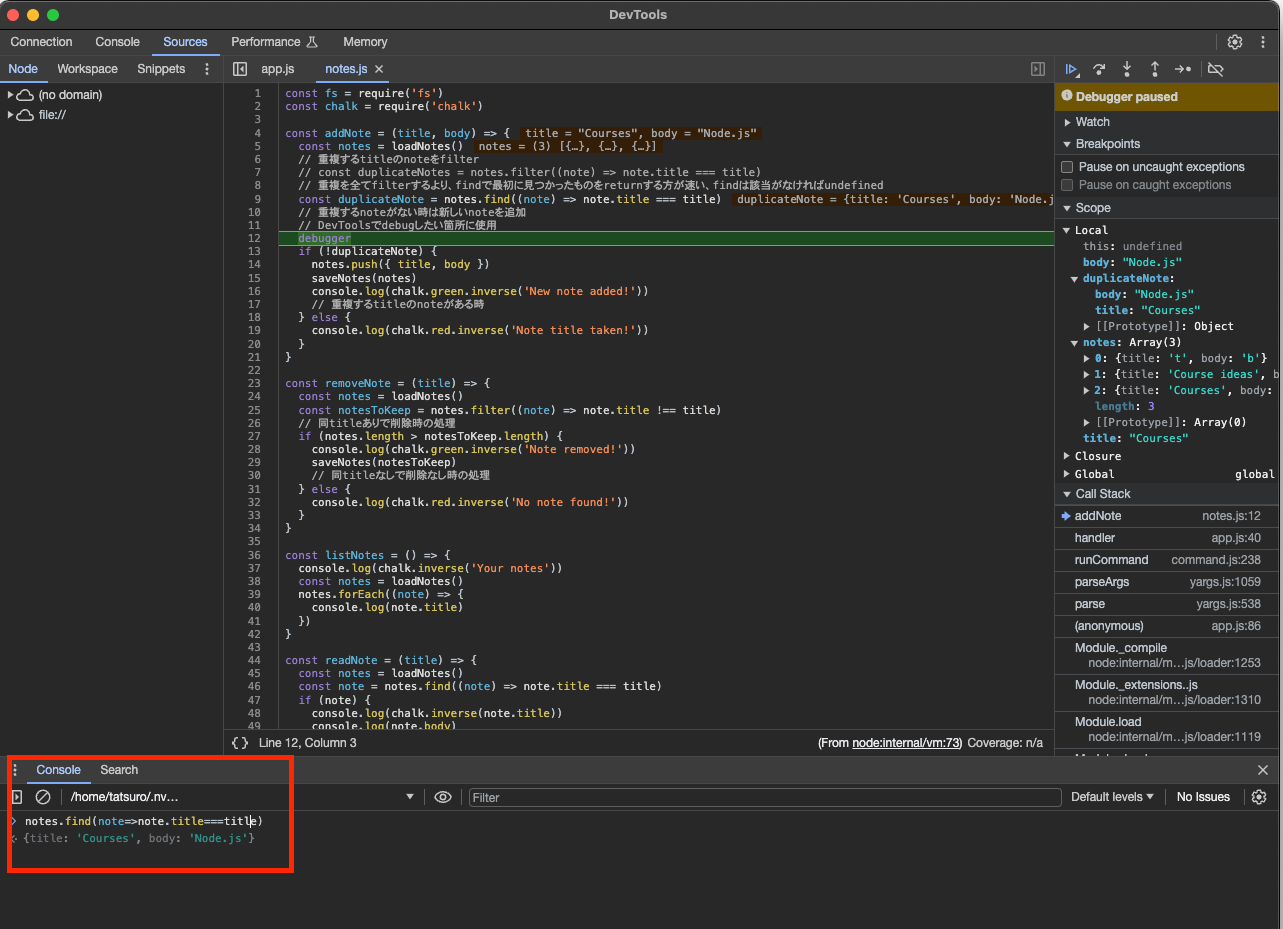 DevTools
Connection Console Sources Performance Memory
Node Workspace Snippets
app.js notes.js
(no domain)
file://
1 const fs = require('fs')
2 const chalk = require('chalk')
3
4 const addNote = (title, body) => { title = "Courses", body = "Node.js"
5 const notes = loadNotes() notes = (3) [{…}, {…}, {…}]
6 // 重複するtitleのnoteをfilter
7 // const duplicateNotes = notes.filter((note) => note.title === title)
8 // 重複を全てfilterするより、findで最初に見つかったものをreturnする方が速い、findは該当がなければundefined
9 const duplicateNote = notes.find((note) => note.title === title) duplicateNote = {title: 'Courses', body: 'Node.j
10 // 重複するnoteがない時は新しいnoteを追加
11 // DevToolsでdebugしたい箇所に使用
12 debugger
13 if (!duplicateNote) {
14 notes.push({ title, body })
15 saveNotes(notes)
16 console.log(chalk.green.inverse('New note added!'))
17 // 重複するtitleのnoteがある時
18 } else {
19 console.log(chalk.red.inverse('Note title taken!'))
20 }
21 }
22
23 const removeNote = (title) => {
24 const notes = loadNotes()
25 const notesToKeep = notes.filter((note) => note.title !== title)
26 // 同titleありで削除時の処理
27 if (notes.length > notesToKeep.length) {
28 console.log(chalk.green.inverse('Note removed!'))
29 saveNotes(notesToKeep)
30 // 同titleなしで削除なし時の処理
31 } else {
32 console.log(chalk.red.inverse('No note found!'))
33 }
34 }
35
36 const listNotes = () => {
37 console.log(chalk.inverse('Your notes'))
38 const notes = loadNotes()
39 notes.forEach((note) => {
40 console.log(note.title)
41 })
42 }
43
44 const readNote = (title) => {
45 const notes = loadNotes()
46 const note = notes.find((note) => note.title === title)
47 if (note) {
48 console.log(chalk.inverse(note.title))
49 console.log(note.body)
{} Line 12, Column 3 (From node:internal/vm:73) Coverage: n/a
Debugger paused
Watch
Breakpoints
Pause on uncaught exceptions
Pause on caught exceptions
Scope
Local
this: undefined
body: "Node.js"
duplicateNote:
body: "Node.js"
title: "Courses"
[[Prototype]]: Object
notes: Array(3)
0: {title: 't', body: 'b'}
1: {title: 'Course ideas', b
2: {title: 'Courses', body:
length: 3
[[Prototype]]: Array(0)
title: "Courses"
Closure
Global global
Call Stack
addNote notes.js:12
handler app.js:40
runCommand command.js:238
parseArgs yargs.js:1059
parse yargs.js:538
(anonymous) app.js:86
Module._compile
node:internal/m…js/loader:1253
Module._extensions..js
node:internal/m…js/loader:1310
Module.load
node:internal/m…js/loader:1119
Console Search
/home/tatsuro/.nv… Filter Default levels No Issues
notes.find(note=>note.title===title)
{title: 'Courses', body: 'Node.js'}